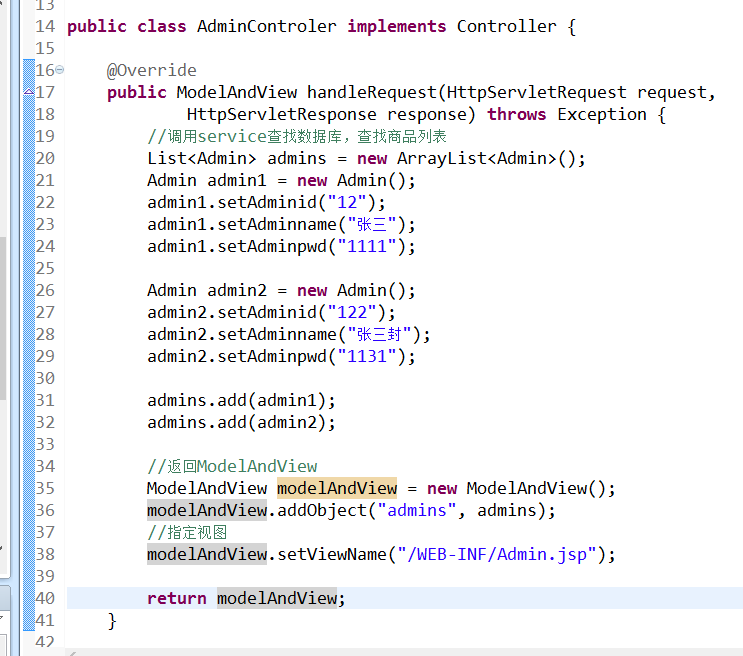 13
14 public class AdminControler implements Controller {
15
16 @Override
17 public ModelAndView handleRequest(HttpServletRequest request,
18 HttpServletResponse response) throws Exception {
19 //调用service查找数据库，查找商品列表
20 List<Admin> admins = new ArrayList<Admin>();
21 Admin admin1 = new Admin();
22 admin1.setAdminid("12");
23 admin1.setAdminname("张三");
24 admin1.setAdminpwd("1111");
25
26 Admin admin2 = new Admin();
27 admin2.setAdminid("122");
28 admin2.setAdminname("张三封");
29 admin2.setAdminpwd("1131");
30
31 admins.add(admin1);
32 admins.add(admin2);
33
34 //返回ModelAndView
35 ModelAndView modelAndView = new ModelAndView();
36 modelAndView.addObject("admins", admins);
37 //指定视图
38 modelAndView.setViewName("/WEB-INF/Admin.jsp");
39
40 return modelAndView;
41 }
42